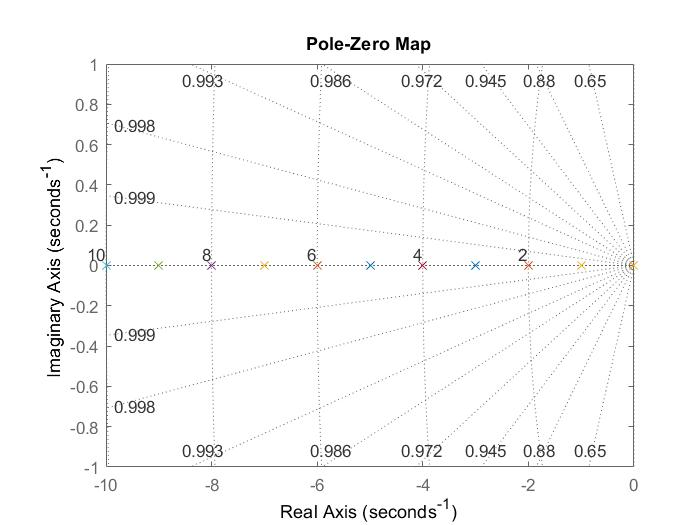 Pole-Zero Map
1
0.993 0.986 0.972 0.945 0.88 0.65
0.8
0.998
0.6
0.4
0.999
0.2
10 8 6 4 2
0
-0.2
0.999
-0.4
-0.6
0.998
-0.8
0.993 0.986 0.972 0.945 0.88 0.65
-1
-10 -8 -6 -4 -2 0
Real Axis (seconds-1)
Imaginary Axis (seconds-1)